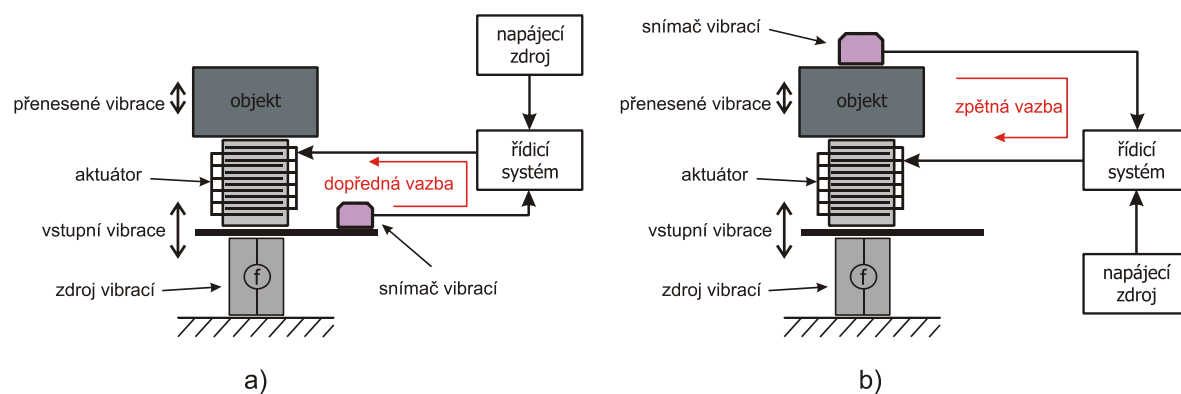 napájecí
zdroj
objekt
přenesené vibrace
řídicí
systém
aktuátor
dopředná vazba
vstupní vibrace
f
zdroj vibrací
snímač vibrací
a)
snímač vibrací
objekt
přenesené vibrace
zpětná vazba
řídicí
systém
aktuátor
vstupní vibrace
f
zdroj vibrací
napájecí
zdroj
b)